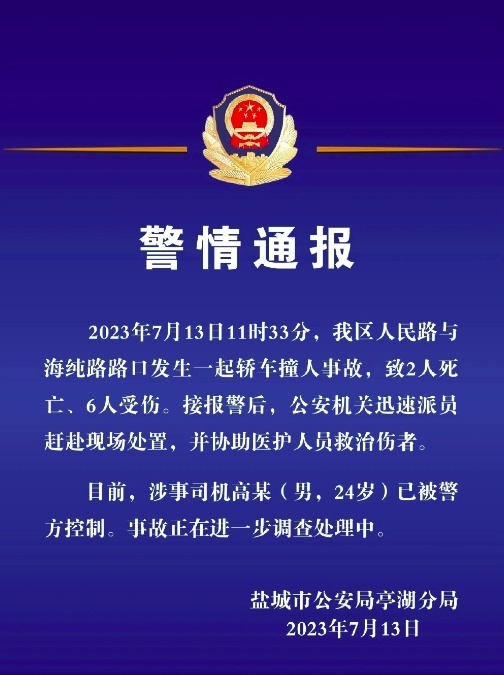 警情通报
2023年7月13日11时33分，我区人民路与
海纯路路口发生一起轿车撞人事故，致2人死
亡、6人受伤。接报警后，公安机关迅速派员
赶赴现场处置，并协助医护人员救治伤者。
目前，涉事司机高某（男，24岁）已被警
方控制。事故正在进一步调查处理中。
盐城市公安局亭湖分局
2023年7月13日